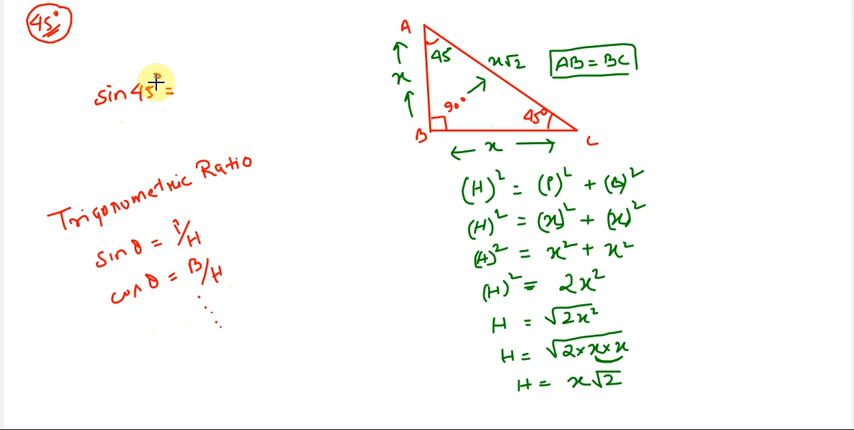 45°
sin 45° =
Trigonometric Ratio
sin θ = P/H
cos θ = B/H
A
45
x
x√2
AB = BC
90°
45°
B
C
x
(H)² = (P)² + (B)²
(H)² = (x)² + (x)²
(H)² = x² + x²
(H)² = 2x²
H = √2x²
H = √2×x×x
H = x√2